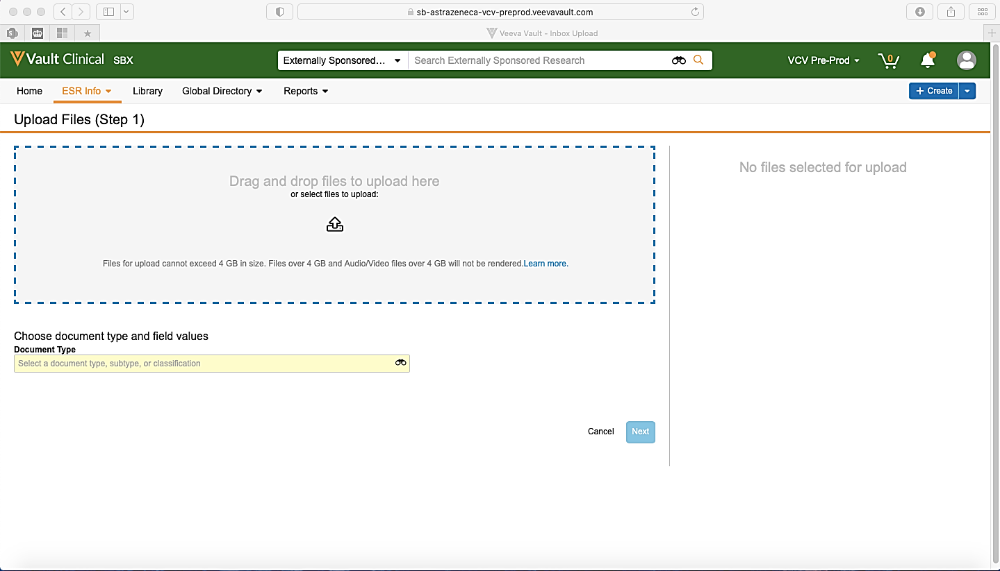 sb-astrazeneca-vcv-preprod.veevavault.com
S
Veeva Vault - Inbox Upload
Vault Clinical SBX
Externally Sponsored...
Search Externally Sponsored Research
VCV Pre-Prod
0
Home
ESR Info
Library
Global Directory
Reports
+ Create
Upload Files (Step 1)
Drag and drop files to upload here
or select files to upload:
Files for upload cannot exceed 4 GB in size. Files over 4 GB and Audio/Video files over 4 GB will not be rendered.Learn more.
No files selected for upload
Choose document type and field values
Document Type
Select a document type, subtype, or classification
Cancel
Next